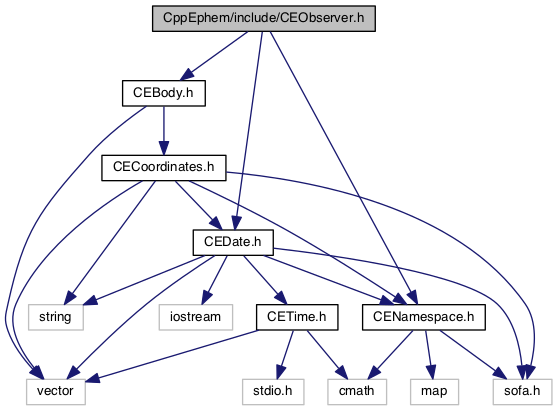 CppEphem/include/CEObserver.h
CEBody.h
CECoordinates.h
CEDate.h
string
iostream
CETime.h
CENamespace.h
vector
stdio.h
cmath
map
sofa.h